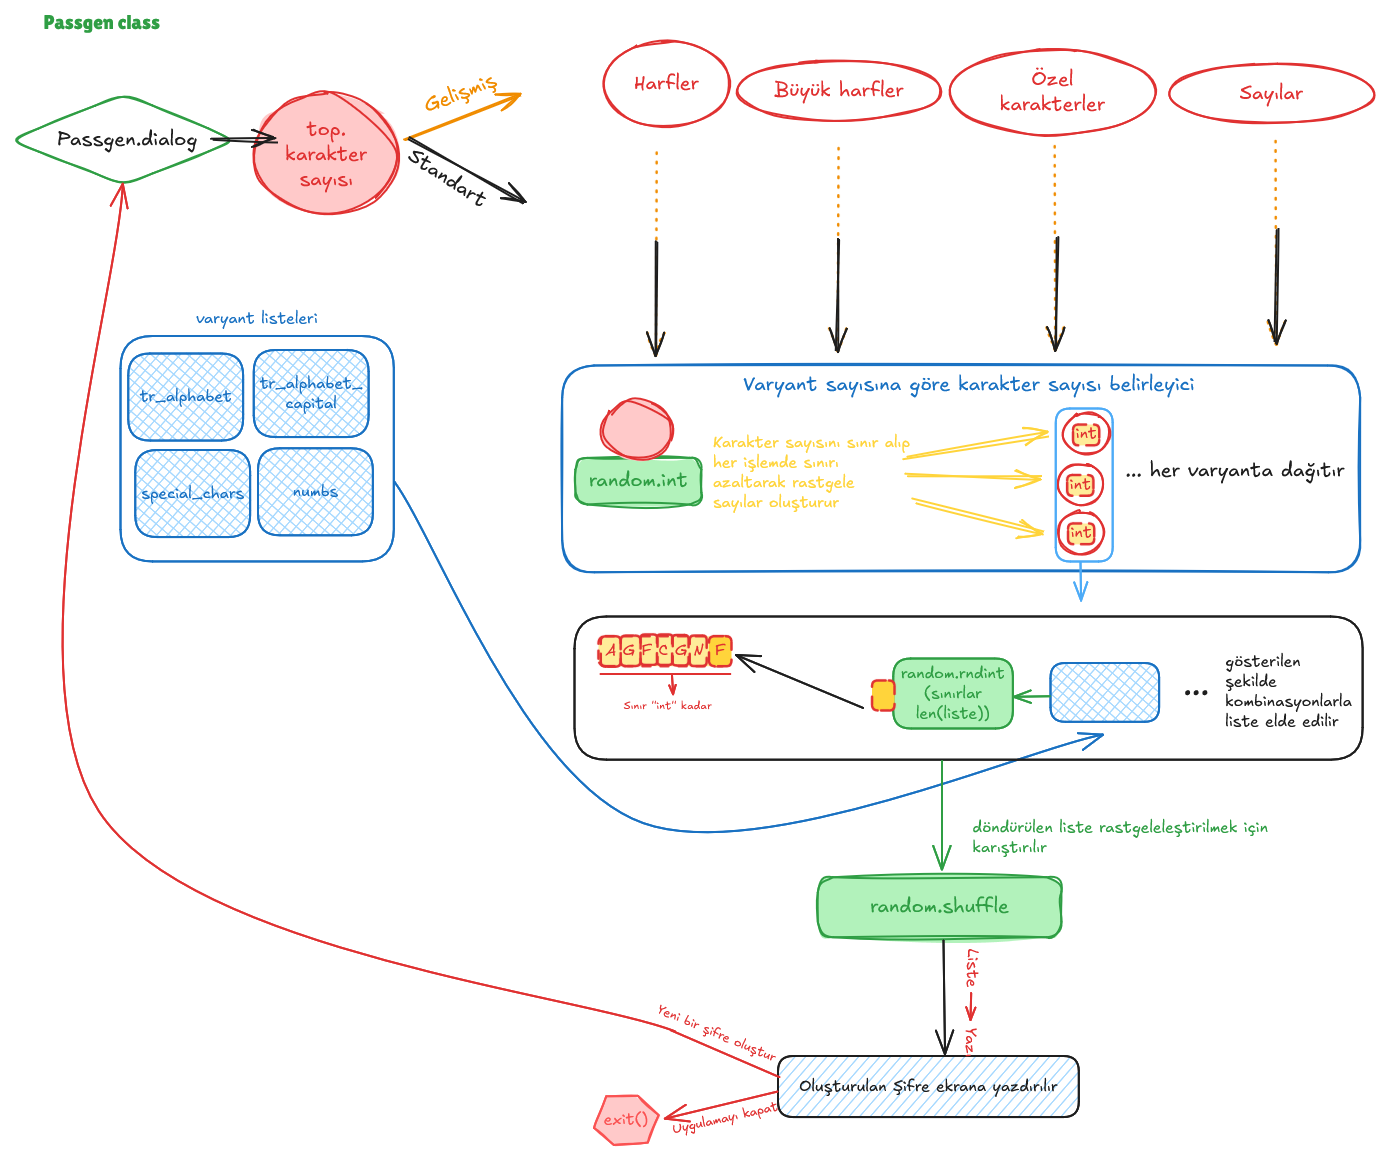 Passgen class
Passgen.dialog
top.
karakter
sayısı
Gelişmiş
Standart
Harfler
Büyük harfler
Özel
karakterler
Sayılar
varyant listeleri
tr_alphabet
tr_alphabet_
capital
special_chars
numbs
Varyant sayısına göre karakter sayısı belirleyici
random.int
Karakter sayısını sınır alıp
her işlemde sınırı
azaltarak rastgele
sayılar oluşturur
int
int
int
... her varyanta dağıtır
A G F C G N F
Sınır "int" kadar
random.rndint
(sınırlar
len(liste))
...
gösterilen
şekilde
kombinasyonlarla
liste elde edilir
döndürülen liste rastgeleleştirilmek için
karıştırılır
random.shuffle
Liste
Yaz
Yeni bir şifre oluştur
Oluşturulan Şifre ekrana yazdırılır
exit()
Uygulamayı kapat